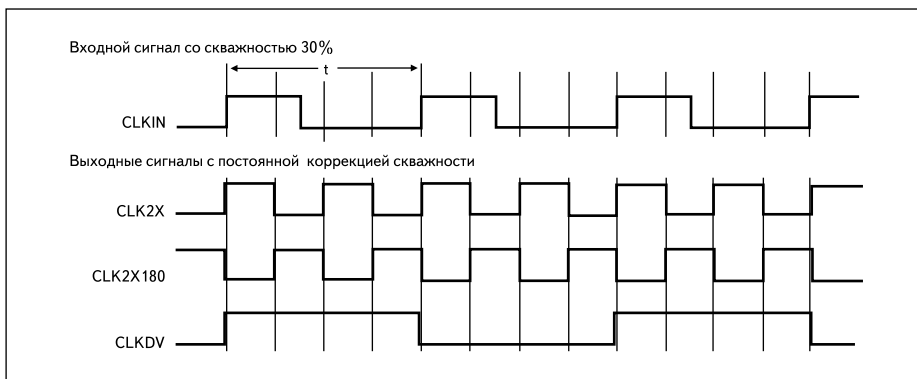 Входной сигнал со скважностью 30%
t
CLKIN
Выходные сигналы с постоянной коррекцией скважности
CLK2X
CLK2X180
CLKDV